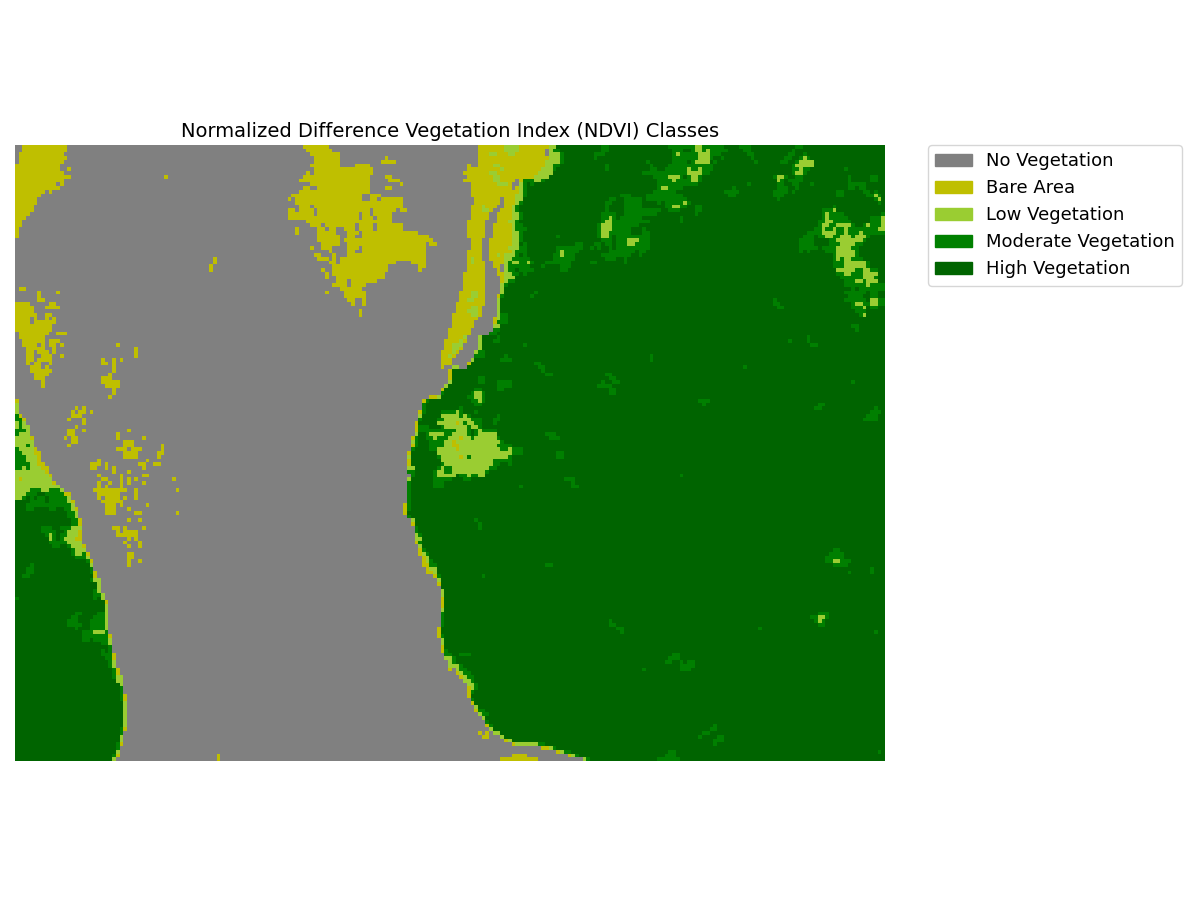 Normalized Difference Vegetation Index (NDVI) Classes
No Vegetation
Bare Area
Low Vegetation
Moderate Vegetation
High Vegetation